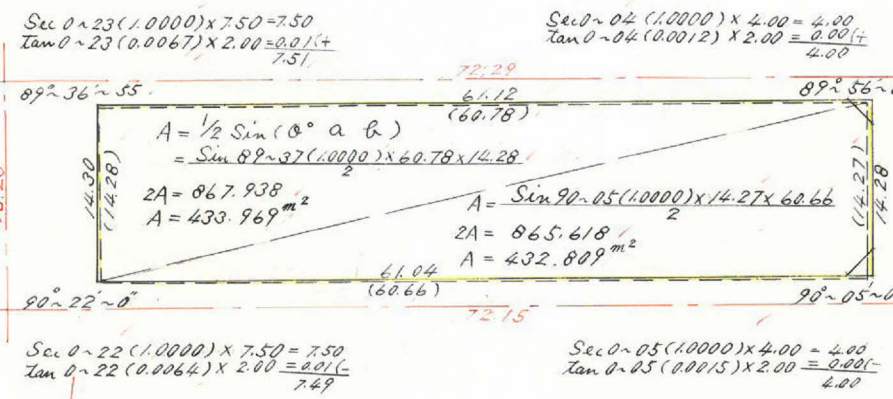 Sec 0~23 (1.0000) x 7.50 = 7.50
tan 0~23 (0.0067) x 2.00 = 0.01(+
7.51
Sec 0~04 (1.0000) x 4.00 = 4.00
tan 0~04 (0.0012) x 2.00 = 0.00(+
4.00
72.29
89°~36'~55
61.12
(60.78)
89°~56'~
A = 1/2 Sin (θ° a b)
= Sin 89~37 (1.0000) x 60.78 x 14.28
2
2A = 867.938
A = 433.969 m²
14.30
(14.28)
A = Sin 90~05 (1.0000) x 14.27 x 60.66
2
2A = 865.618
A = 432.809 m²
(14.27)
14.28
61.04
(60.66)
90°~22'~0"
90°~05'~0
72.15
Sec 0~22 (1.0000) x 7.50 = 7.50
tan 0~22 (0.0064) x 2.00 = 0.01(-
7.49
Sec 0~05 (1.0000) x 4.00 = 4.00
tan 0~05 (0.0015) x 2.00 = 0.00(-
4.00